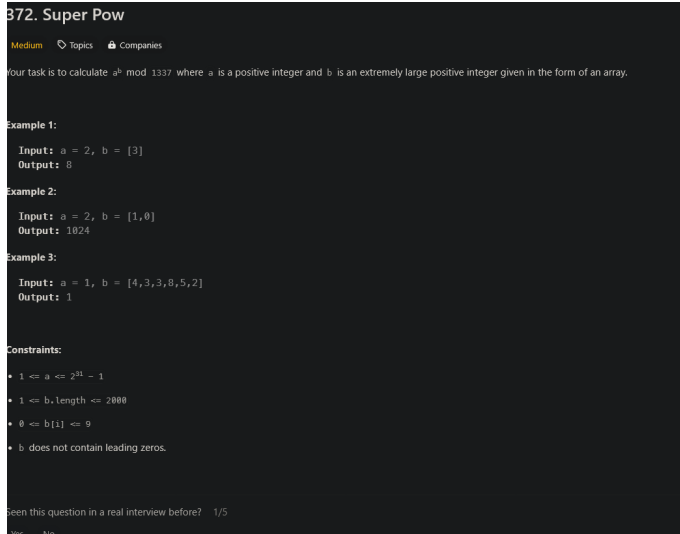 372. Super Pow
Medium Topics Companies
Your task is to calculate aᵇ mod 1337 where a is a positive integer and b is an extremely large positive integer given in the form of an array.
Example 1:
Input: a = 2, b = [3]
Output: 8
Example 2:
Input: a = 2, b = [1,0]
Output: 1024
Example 3:
Input: a = 1, b = [4,3,3,8,5,2]
Output: 1
Constraints:
• 1 <= a <= 2³¹ - 1
• 1 <= b.length <= 2000
• 0 <= b[i] <= 9
• b does not contain leading zeros.
Seen this question in a real interview before? 1/5
Yes No